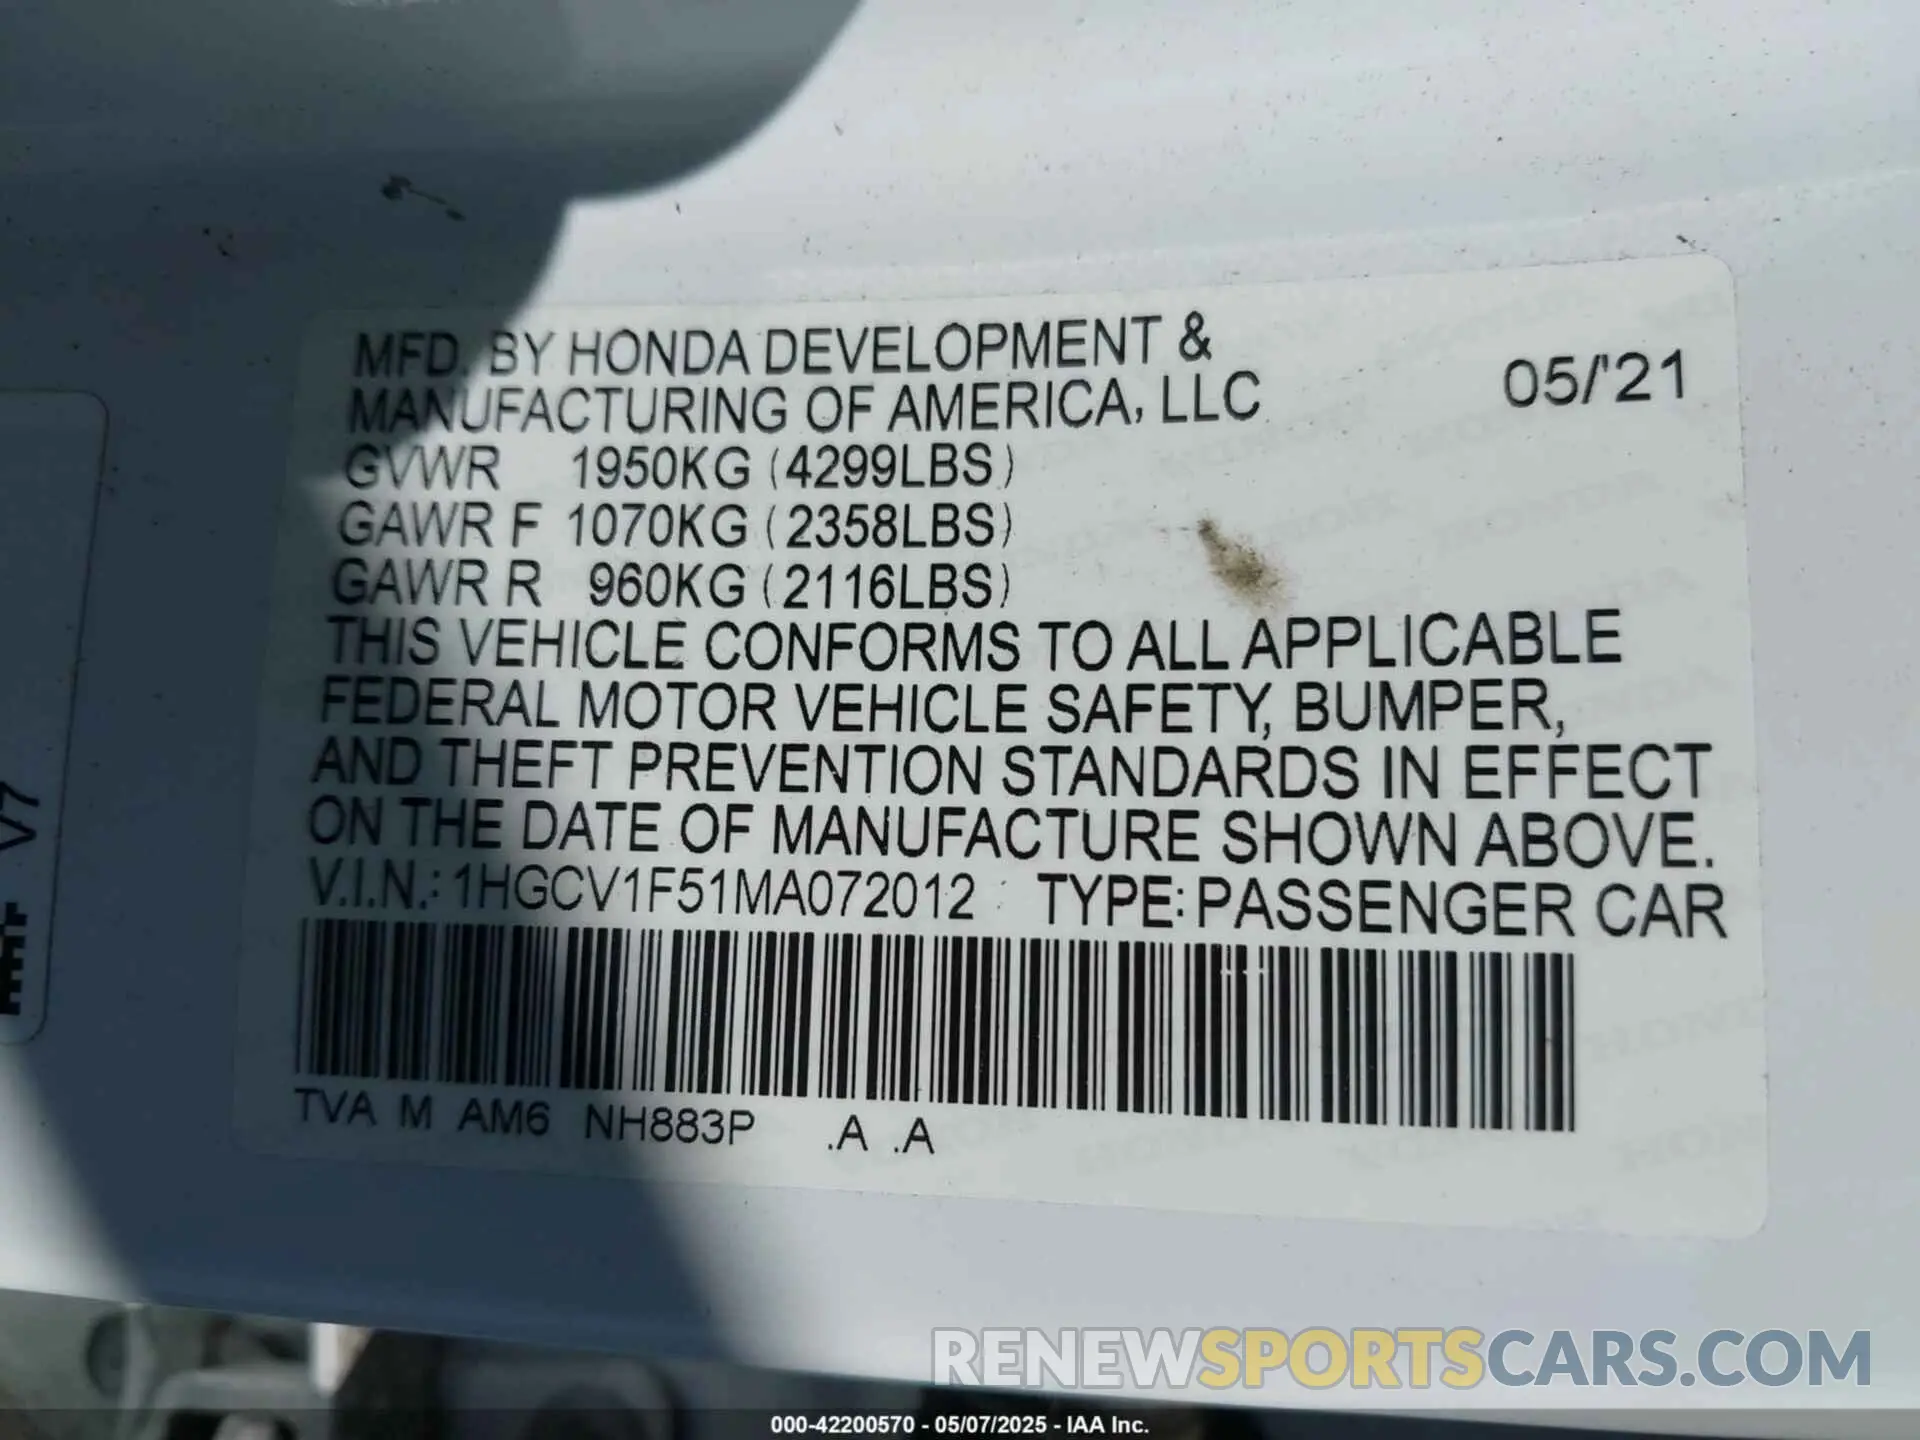 MFD. BY HONDA DEVELOPMENT &
MANUFACTURING OF AMERICA, LLC
05/'21
GVWR 1950KG (4299LBS)
GAWR F 1070KG (2358LBS)
GAWR R 960KG (2116LBS)
THIS VEHICLE CONFORMS TO ALL APPLICABLE
FEDERAL MOTOR VEHICLE SAFETY, BUMPER,
AND THEFT PREVENTION STANDARDS IN EFFECT
ON THE DATE OF MANUFACTURE SHOWN ABOVE.
V.I.N.: 1HGCV1F51MA072012 TYPE: PASSENGER CAR
TVA M AM6 NH883P .A .A
V7
RENEWSPORTSCARS.COM
000-42200570 - 05/07/2025 - IAA Inc.